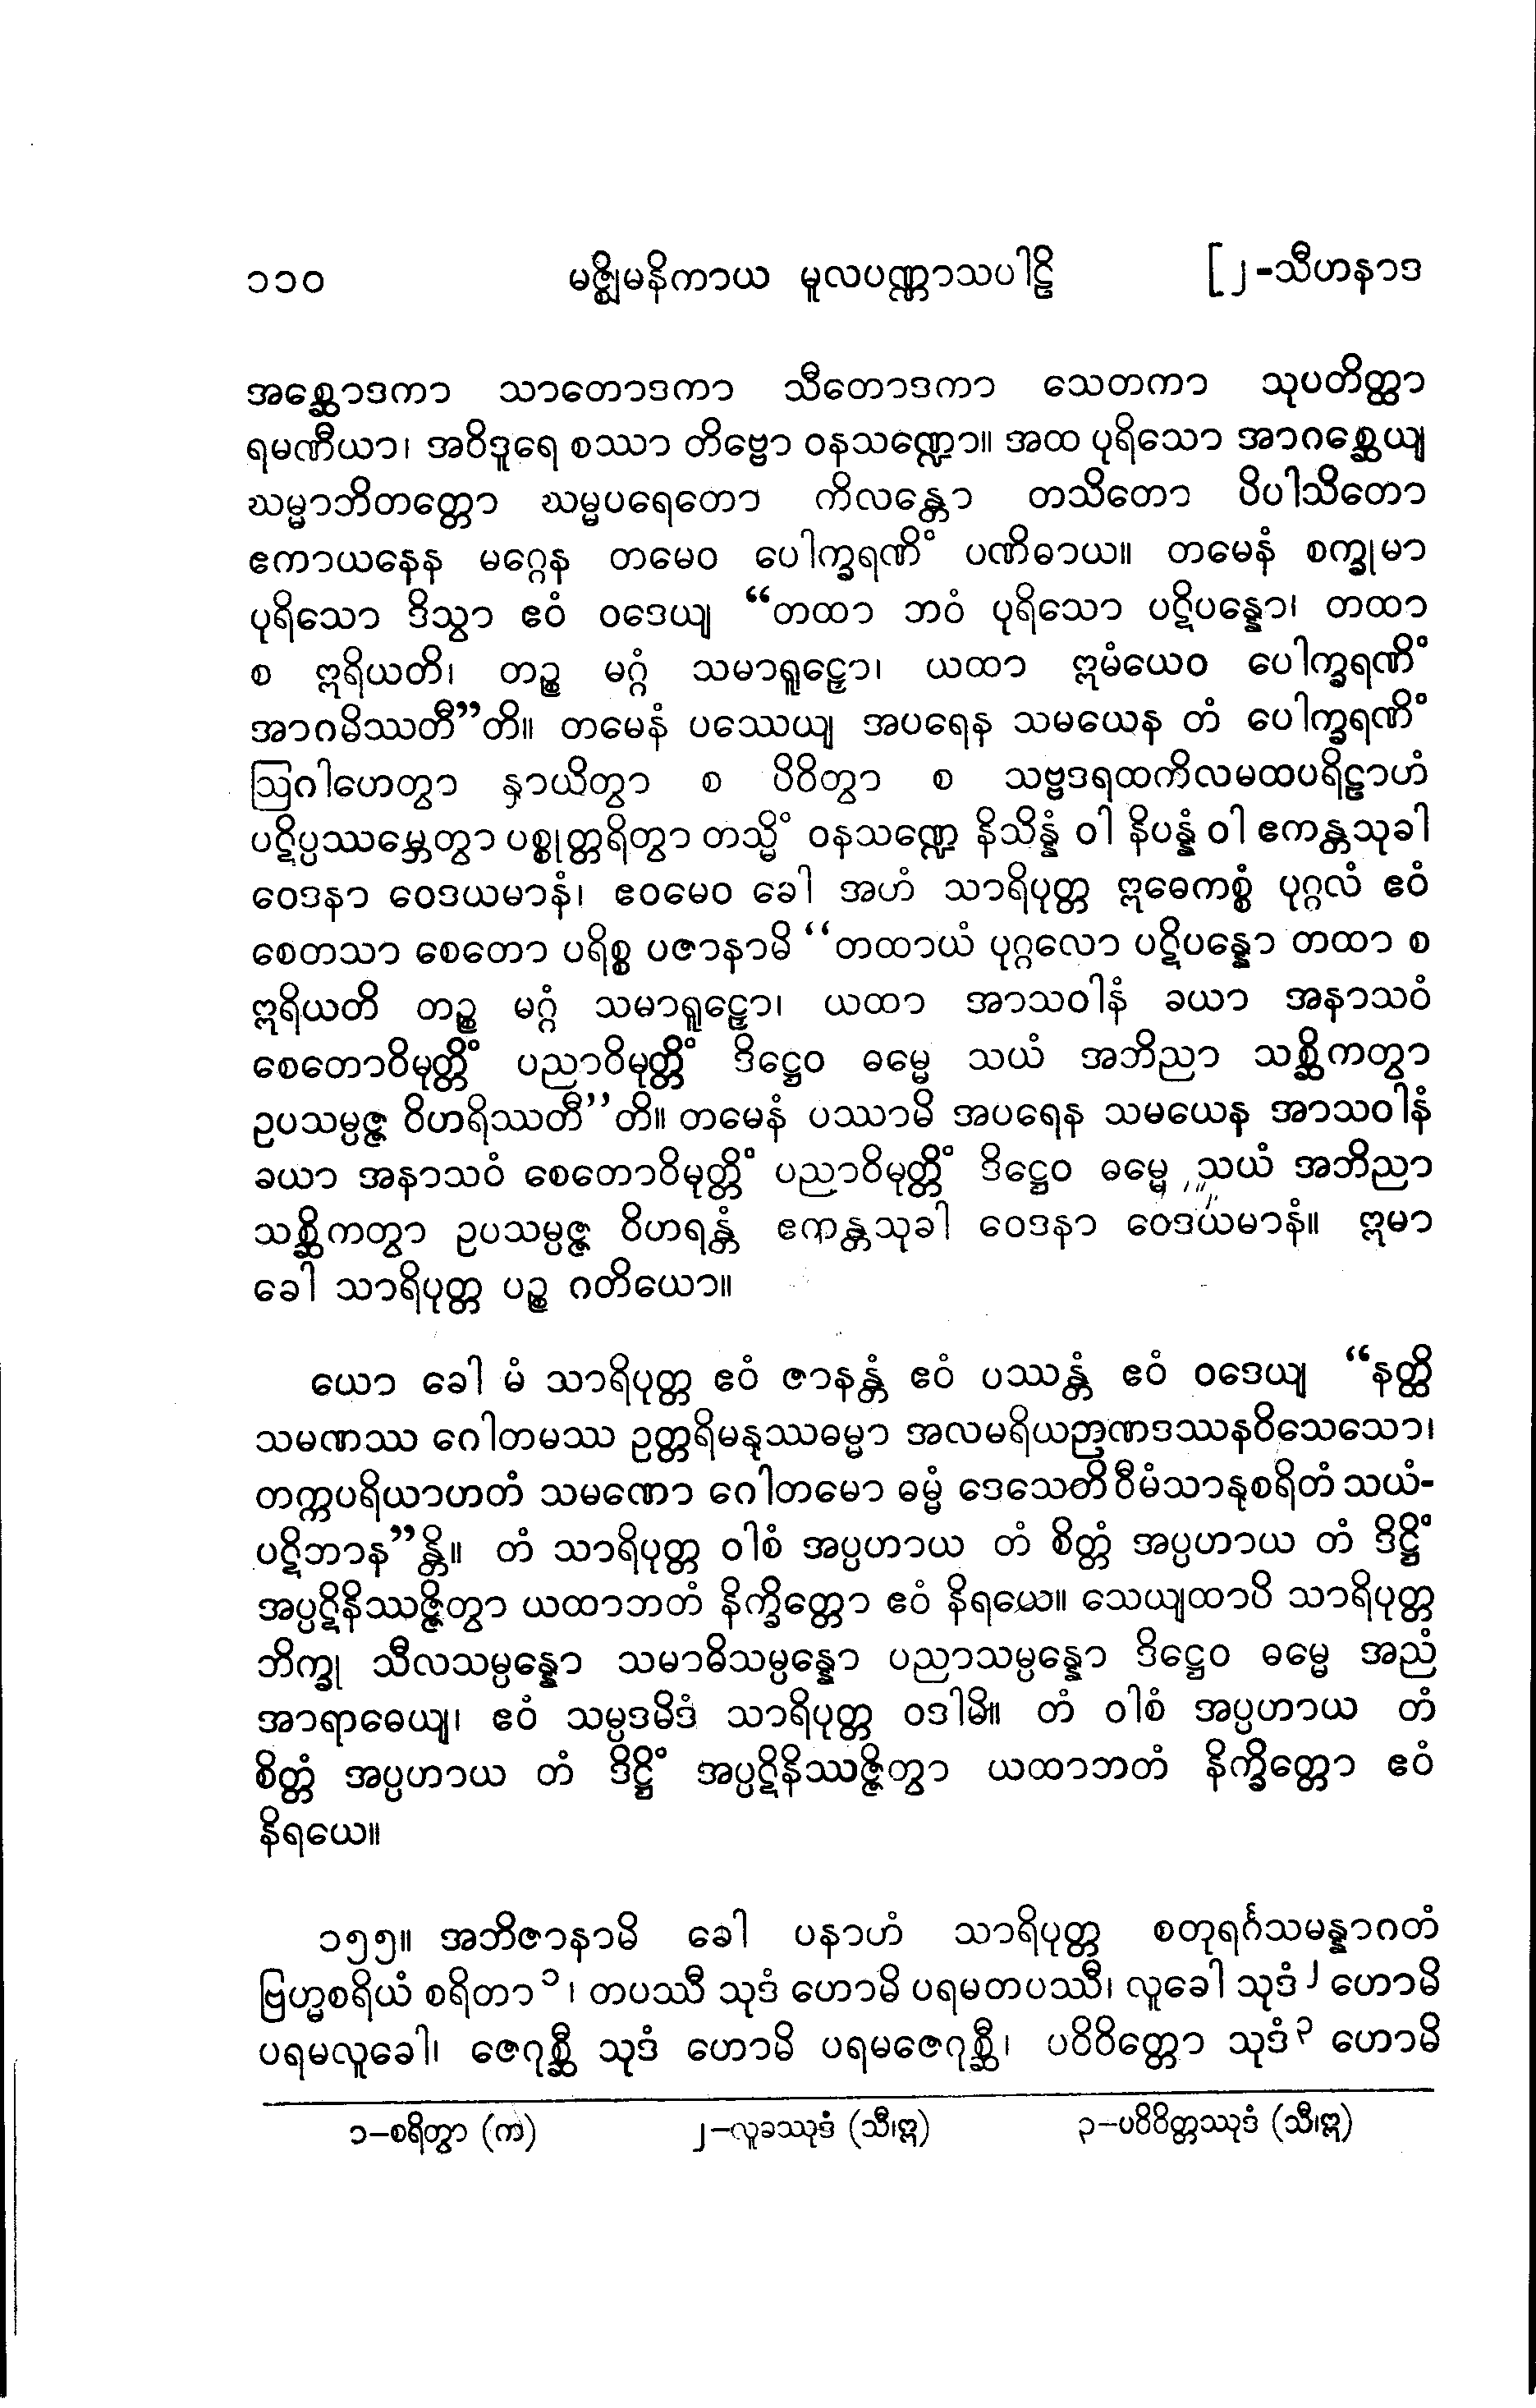 ၁၁၀ မဇ္ဈိမနိကာယ မူလပဏ္ဏာသပါဠိ [၂-သီဟနာဒ
အစ္ဆောဒကာ သာတောဒကာ သီတောဒကာ သေတကာ သုပတိတ္ထာ
ရမဏီယာ၊ အဝိဒူရေ စဿာ တိဗ္ဗော ဝနသဏ္ဍော။ အထ ပုရိသော အာဂစ္ဆေယျ
ဃမ္မာဘိတတ္တော ဃမ္မပရေတော ကိလန္တော တသိတော ပိပါသိတော
ဧကာယနေန မဂ္ဂေန တမေဝ ပေါက္ခရဏိံ ပဏိဓာယ။ တမေနံ စက္ခုမာ
ပုရိသော ဒိသွာ ဧဝံ ဝဒေယျ “တထာ ဘဝံ ပုရိသော ပဋိပန္နော၊ တထာ
စ ဣရိယတိ၊ တဉ္စ မဂ္ဂံ သမာရူဠှော၊ ယထာ ဣမံယေဝ ပေါက္ခရဏိံ
အာဂမိဿတီ”တိ။ တမေနံ ပဿေယျ အပရေန သမယေန တံ ပေါက္ခရဏိံ
ဩဂါဟေတွာ နှာယိတွာ စ ပိဝိတွာ စ သဗ္ဗဒရထကိလမထပရိဠာဟံ
ပဋိပ္ပဿမ္ဘေတွာ ပစ္စုတ္တရိတွာ တသ္မိံ ဝနသဏ္ဍေ နိသိန္နံ ဝါ နိပန္နံ ဝါ ဧကန္တသုခါ
ဝေဒနာ ဝေဒယမာနံ၊ ဧဝမေဝ ခေါ အဟံ သာရိပုတ္တ ဣဓေကစ္စံ ပုဂ္ဂလံ ဧဝံ
စေတသာ စေတော ပရိစ္စ ပဇာနာမိ “တထာယံ ပုဂ္ဂလော ပဋိပန္နော တထာ စ
ဣရိယတိ တဉ္စ မဂ္ဂံ သမာရူဠှော၊ ယထာ အာသဝါနံ ခယာ အနာသဝံ
စေတောဝိမုတ္တိံ ပညာဝိမုတ္တိံ ဒိဋ္ဌေဝ ဓမ္မေ သယံ အဘိညာ သစ္ဆိကတွာ
ဥပသမ္ပဇ္ဇ ဝိဟရိဿတီ”တိ။ တမေနံ ပဿာမိ အပရေန သမယေန အာသဝါနံ
ခယာ အနာသဝံ စေတောဝိမုတ္တိံ ပညာဝိမုတ္တိံ ဒိဋ္ဌေဝ ဓမ္မေ သယံ အဘိညာ
သစ္ဆိကတွာ ဥပသမ္ပဇ္ဇ ဝိဟရန္တံ ဧကန္တသုခါ ဝေဒနာ ဝေဒယမာနံ။ ဣမာ
ခေါ သာရိပုတ္တ ပဉ္စ ဂတိယော။
ယော ခေါ မံ သာရိပုတ္တ ဧဝံ ဇာနန္တံ ဧဝံ ပဿန္တံ ဧဝံ ဝဒေယျ “နတ္ထိ
သမဏဿ ဂေါတမဿ ဥတ္တရိမနုဿဓမ္မာ အလမရိယဉာဏဒဿနဝိသေသော၊
တက္ကပရိယာဟတံ သမဏော ဂေါတမော ဓမ္မံ ဒေသေတိ ဝီမံသာနုစရိတံ သယံ-
ပဋိဘာန”န္တိ။ တံ သာရိပုတ္တ ဝါစံ အပ္ပဟာယ တံ စိတ္တံ အပ္ပဟာယ တံ ဒိဋ္ဌိံ
အပ္ပဋိနိဿဇ္ဇိတွာ ယထာဘတံ နိက္ခိတ္တော ဧဝံ နိရယေ။ သေယျထာပိ သာရိပုတ္တ
ဘိက္ခု သီလသမ္ပန္နော သမာဓိသမ္ပန္နော ပညာသမ္ပန္နော ဒိဋ္ဌေဝ ဓမ္မေ အညံ
အာရာဓေယျ၊ ဧဝံ သမ္ပဒမိဒံ သာရိပုတ္တ ဝဒါမိ။ တံ ဝါစံ အပ္ပဟာယ တံ
စိတ္တံ အပ္ပဟာယ တံ ဒိဋ္ဌိံ အပ္ပဋိနိဿဇ္ဇိတွာ ယထာဘတံ နိက္ခိတ္တော ဧဝံ
နိရယေ။
၁၅၅။ အဘိဇာနာမိ ခေါ ပနာဟံ သာရိပုတ္တ စတုရင်္ဂသမန္နာဂတံ
ဗြဟ္မစရိယံ စရိတာ၁၊ တပဿီ သုဒံ ဟောမိ ပရမတပဿီ၊ လူခေါ သုဒံ၂ ဟောမိ
ပရမလူခေါ၊ ဇေဂုစ္ဆီ သုဒံ ဟောမိ ပရမဇေဂုစ္ဆီ၊ ပဝိဝိတ္တော သုဒံ၃ ဟောမိ
၁-စရိတွာ (က) ၂-လူခဿုဒံ (သီ၊ဣ) ၃-ပဝိဝိတ္တဿုဒံ (သီ၊ဣ)